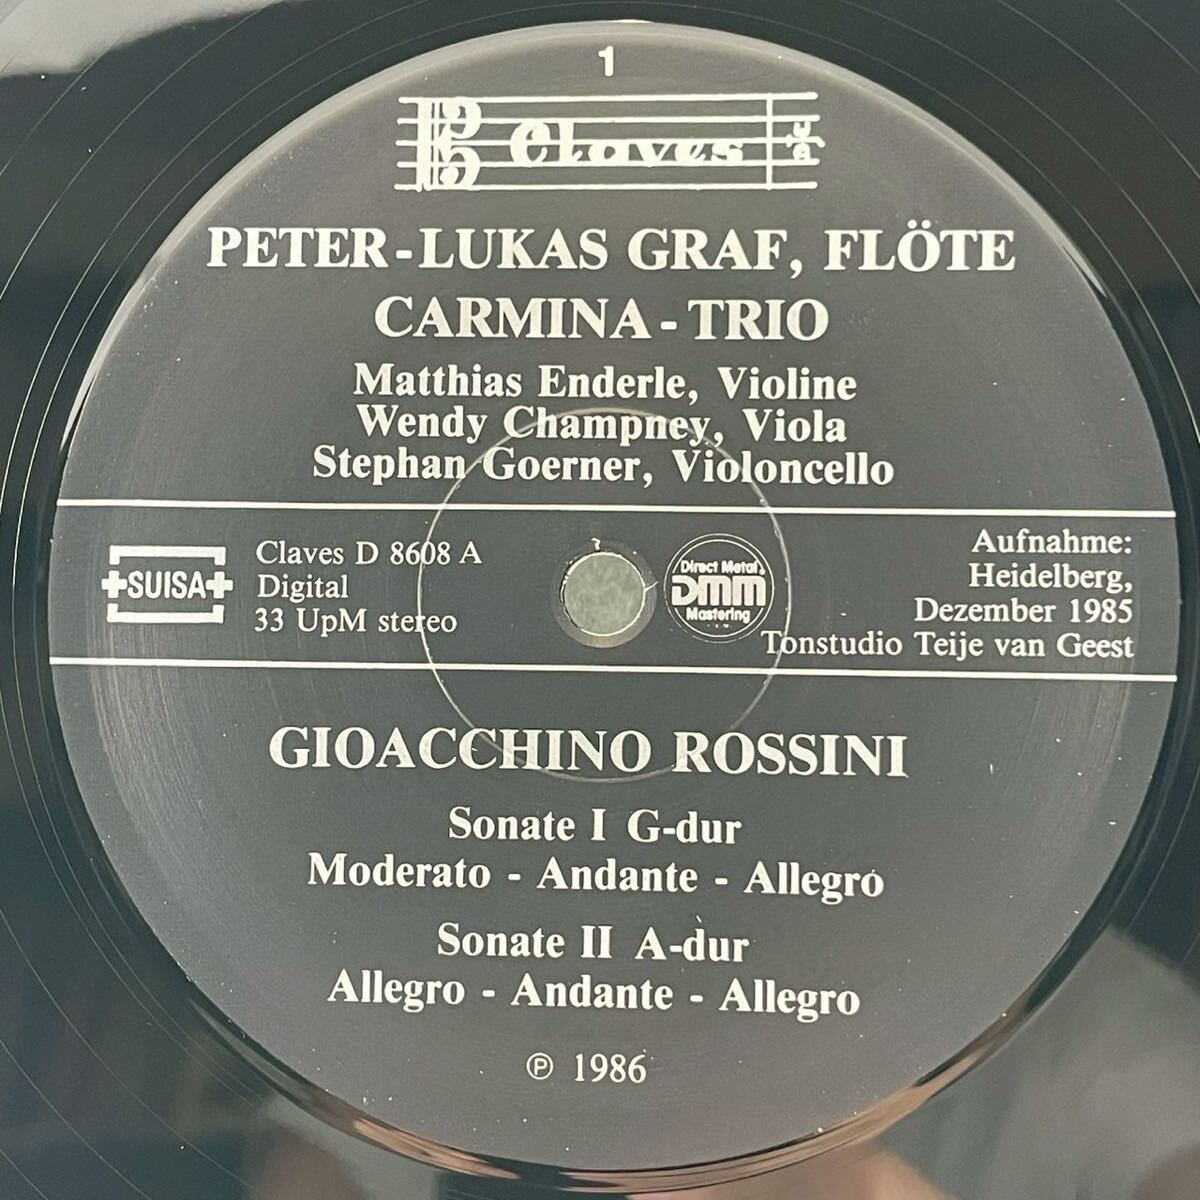 1
Claves
PETER-LUKAS GRAF, FLÖTE
CARMINA-TRIO
Matthias Enderle, Violine
Wendy Champney, Viola
Stephan Goerner, Violoncello
SUISA
Claves D 8608 A
Digital
33 UpM stereo
Direct Metal
DMM
Mastering
Aufnahme:
Heidelberg,
Dezember 1985
Tonstudio Teije van Geest
GIOACCHINO ROSSINI
Sonate I G-dur
Moderato - Andante - Allegro
Sonate II A-dur
Allegro - Andante - Allegro
℗ 1986